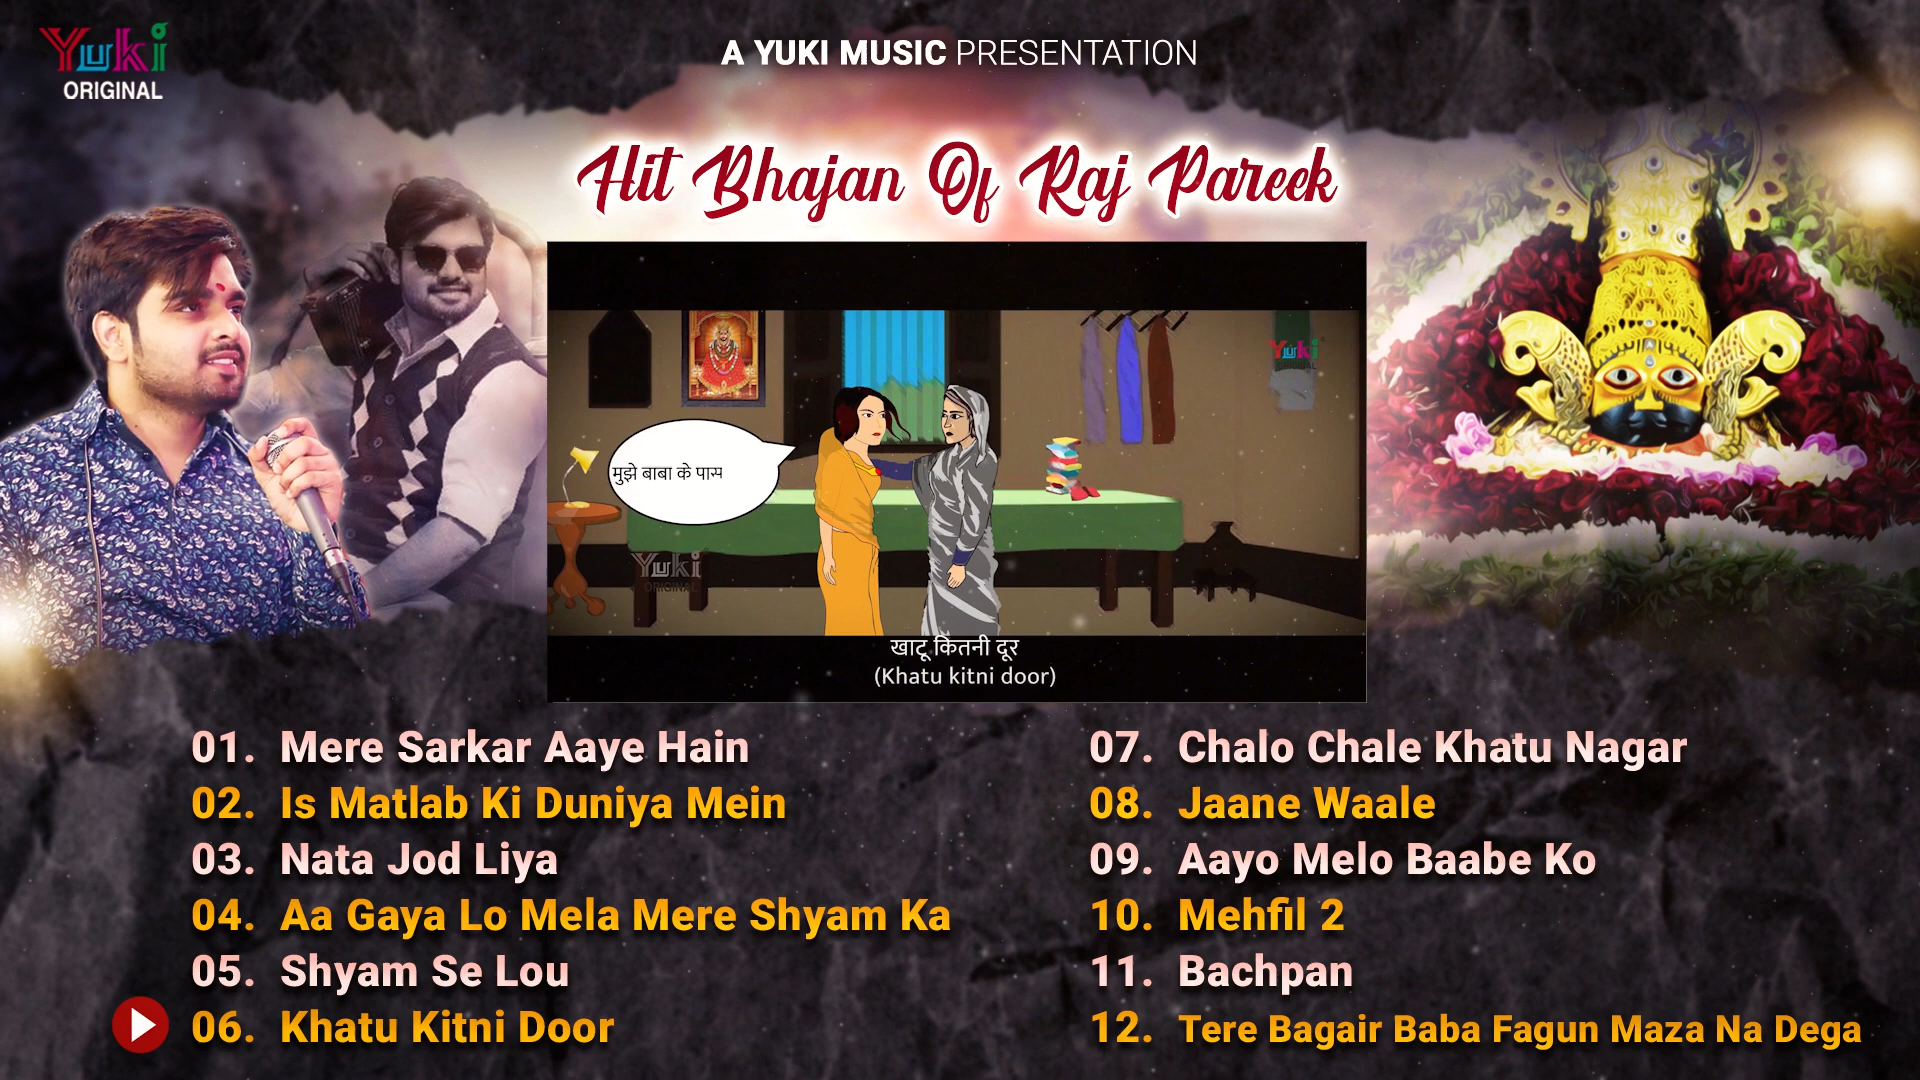 Yuki
ORIGINAL
A YUKI MUSIC PRESENTATION
Hit Bhajan Of Raj Pareek
Yuki
मुझे बाबा के पास
Yuki
ORIGINAL
खाटू कितनी दूर
(Khatu kitni door)
01. Mere Sarkar Aaye Hain
02. Is Matlab Ki Duniya Mein
03. Nata Jod Liya
04. Aa Gaya Lo Mela Mere Shyam Ka
05. Shyam Se Lou
06. Khatu Kitni Door
07. Chalo Chale Khatu Nagar
08. Jaane Waale
09. Aayo Melo Baabe Ko
10. Mehfil 2
11. Bachpan
12. Tere Bagair Baba Fagun Maza Na Dega